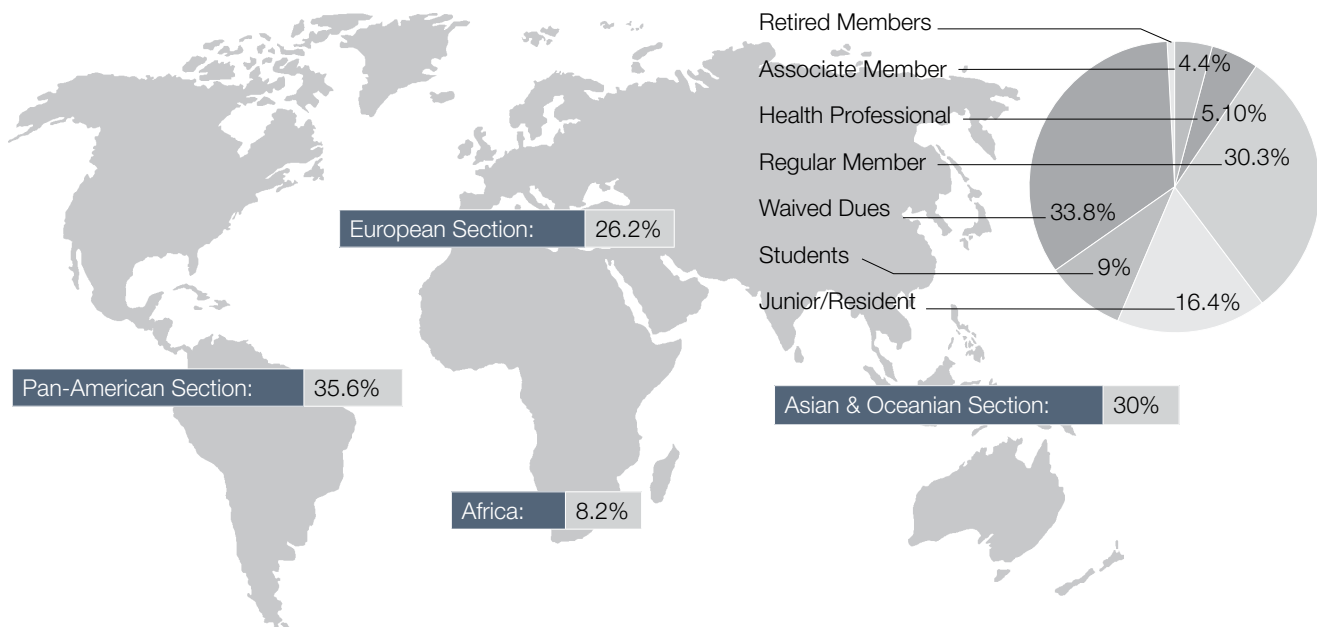 Retired Members
Associate Member 4.4%
Health Professional 5.10%
Regular Member 30.3%
Waived Dues 33.8%
Students 9%
Junior/Resident 16.4%
European Section: 26.2%
Pan-American Section: 35.6%
Asian & Oceanian Section: 30%
Africa: 8.2%